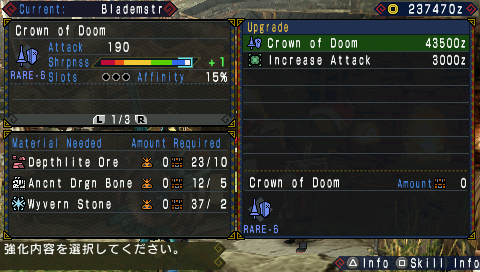 Current: Blademstr
237470z
Crown of Doom
Attack 190
Shrpnss +1
RARE-6 Slots Affinity 15%
L 1/3 R
Material Needed Amount Required
Depthlite Ore 0 23/10
Ancnt Drgn Bone 0 12/ 5
Wyvern Stone 0 37/ 2
Upgrade
Crown of Doom 43500z
Increase Attack 3000z
Crown of Doom Amount 0
RARE-6
強化内容を選択してください。
Info Skill Info